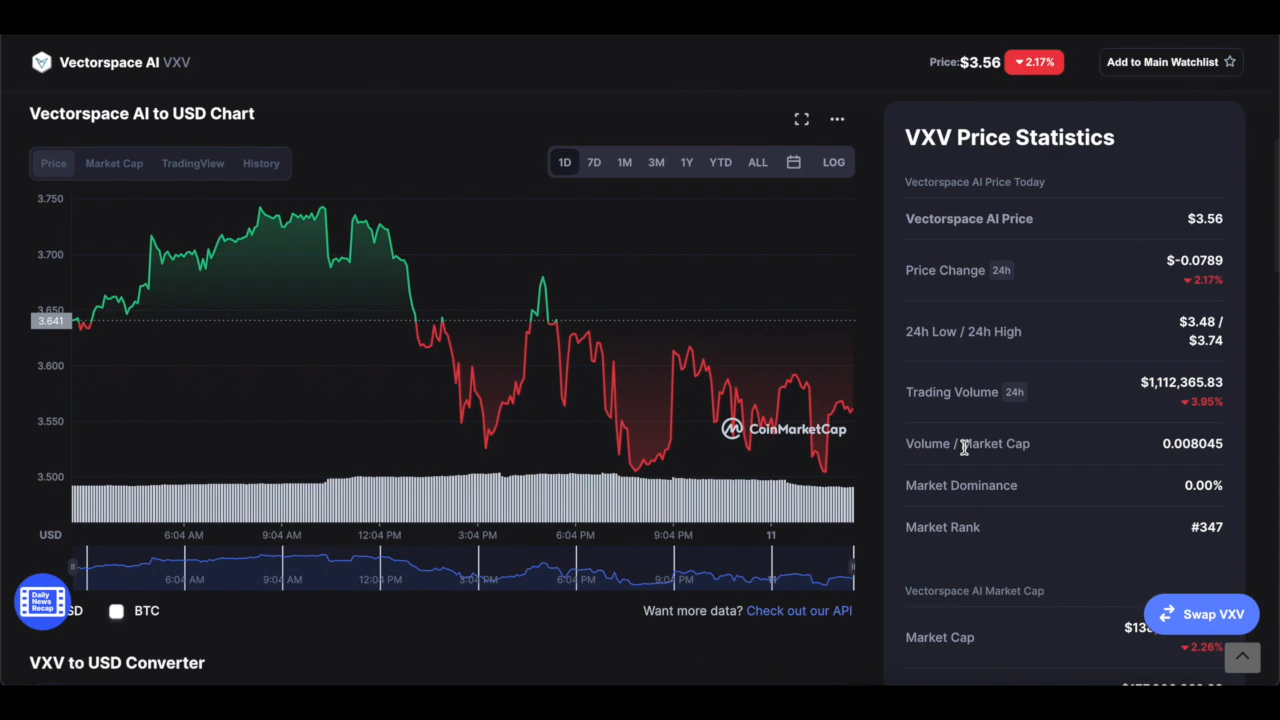 Vectorspace AI VXV
Price:$3.56
2.17%
Add to Main Watchlist
Vectorspace AI to USD Chart
Price
Market Cap
TradingView
History
1D
7D
1M
3M
1Y
YTD
ALL
LOG
3.750
3.700
3.650
3.641
3.600
3.550
3.500
CoinMarketCap
USD
6:04 AM
9:04 AM
12:04 PM
3:04 PM
6:04 PM
9:04 PM
11
6:04 AM
9:04 AM
12:04 PM
3:04 PM
6:04 PM
9:04 PM
11
Daily
News
Recap
SD
BTC
Want more data? Check out our API
VXV to USD Converter
VXV Price Statistics
Vectorspace AI Price Today
Vectorspace AI Price
$3.56
Price Change 24h
$-0.0789
2.17%
24h Low / 24h High
$3.48 /
$3.74
Trading Volume 24h
$1,112,365.83
3.95%
Volume / Market Cap
0.008045
Market Dominance
0.00%
Market Rank
#347
Vectorspace AI Market Cap
Swap VXV
Market Cap
2.26%